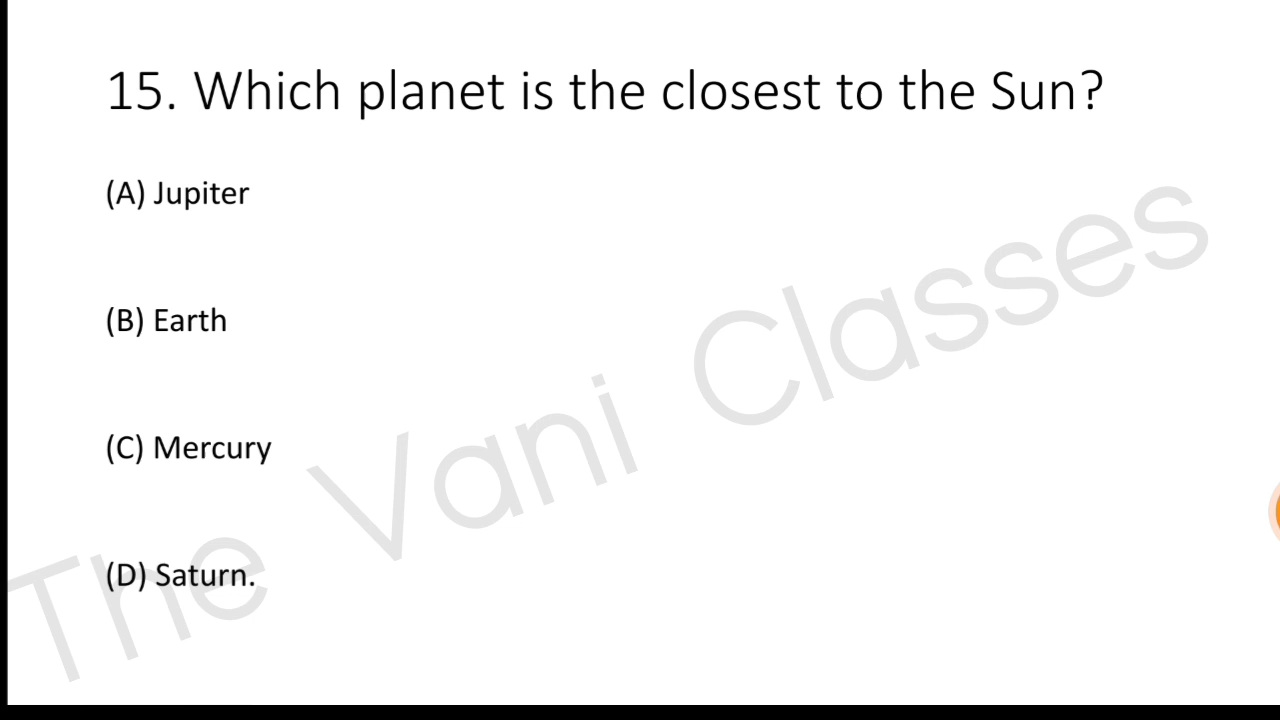 15. Which planet is the closest to the Sun?
(A) Jupiter
(B) Earth
(C) Mercury
(D) Saturn.
The Vani Classes